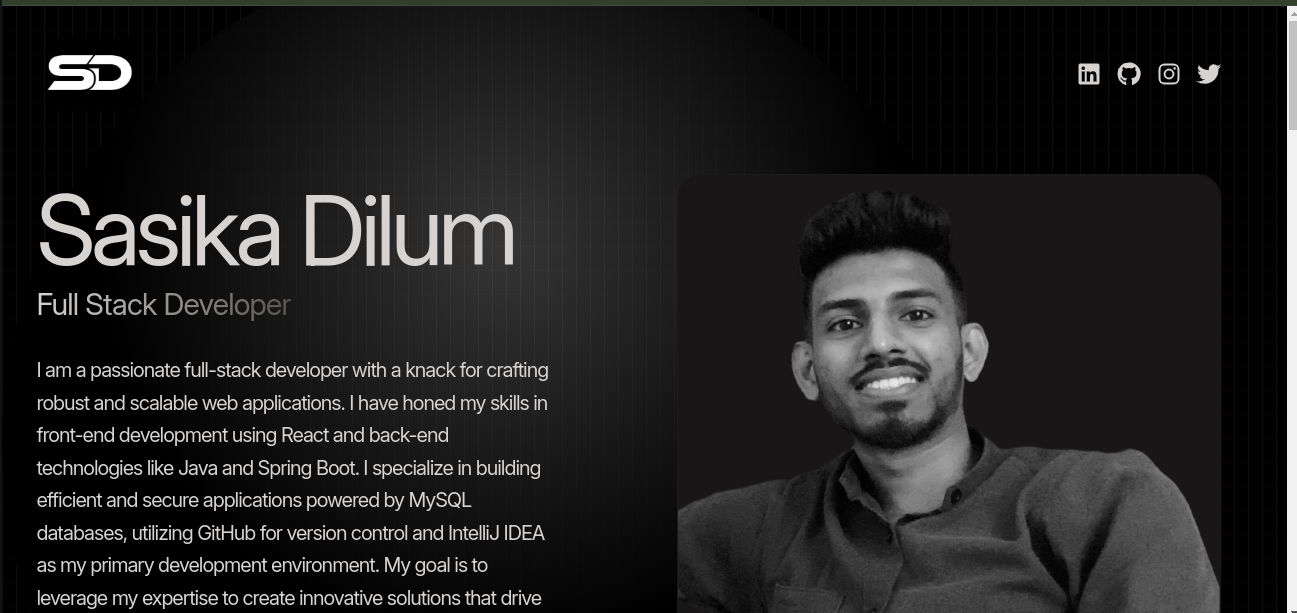 SD
in
Sasika Dilum
Full Stack Developer
I am a passionate full-stack developer with a knack for crafting
robust and scalable web applications. I have honed my skills in
front-end development using React and back-end
technologies like Java and Spring Boot. I specialize in building
efficient and secure applications powered by MySQL
databases, utilizing GitHub for version control and IntelliJ IDEA
as my primary development environment. My goal is to
leverage my expertise to create innovative solutions that drive